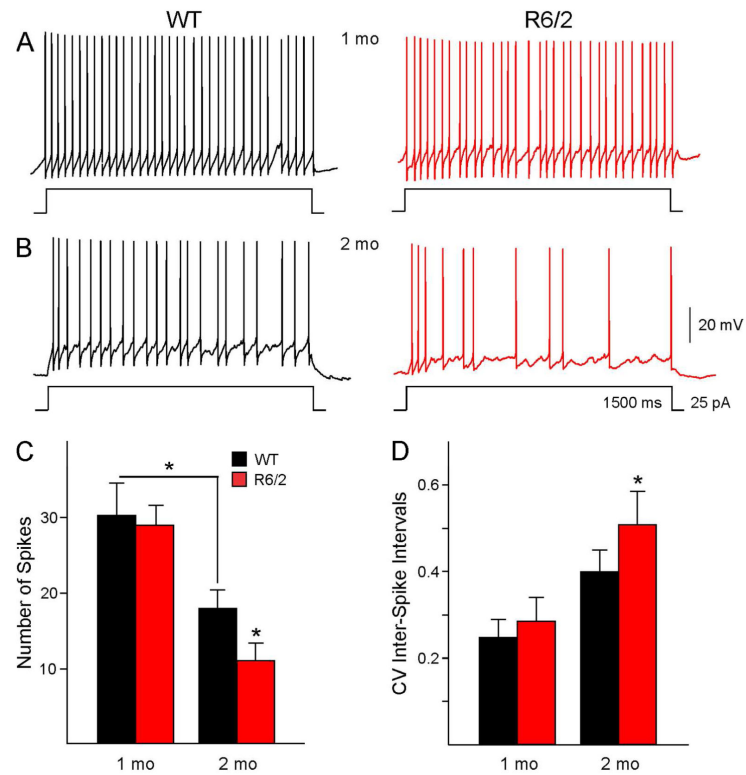 WT R6/2
A 1 mo
B 2 mo
20 mV
1500 ms 25 pA
C D
* WT
R6/2
Number of Spikes
30
20
10
*
1 mo 2 mo
CV Inter-Spike Intervals
0.6
0.4
0.2
*
1 mo 2 mo